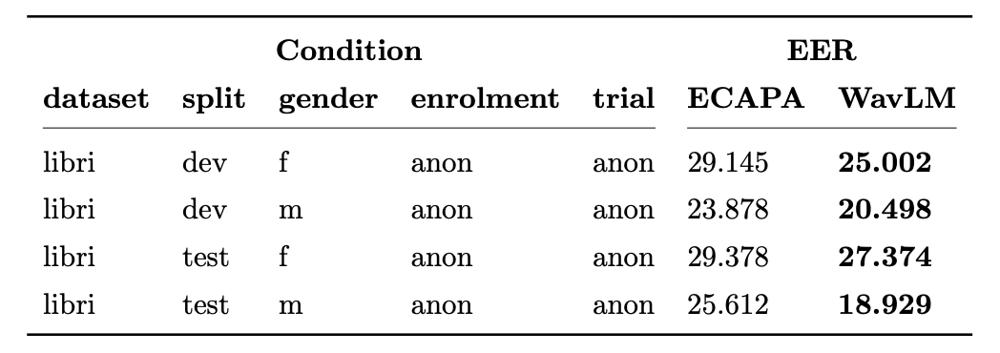 Condition EER
dataset split gender enrolment trial ECAPA WavLM
libri dev f anon anon 29.145 25.002
libri dev m anon anon 23.878 20.498
libri test f anon anon 29.378 27.374
libri test m anon anon 25.612 18.929